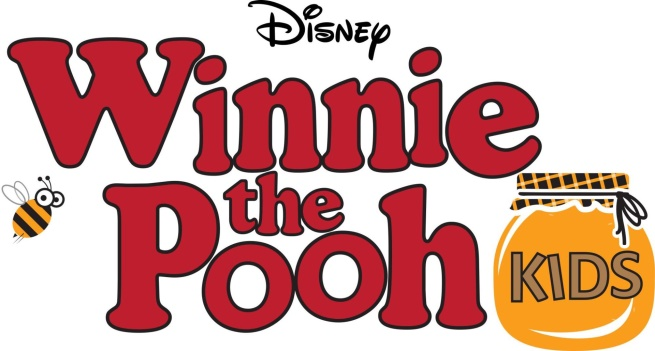 Disney
Winnie
the
Pooh
KIDS